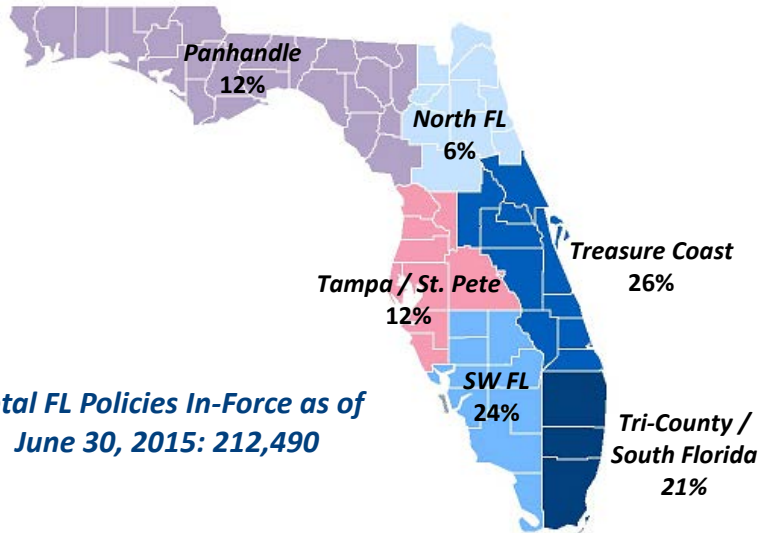 Panhandle
12%
North FL
6%
Treasure Coast
26%
Tampa / St. Pete
12%
SW FL
24%
Tri-County /
South Florida
21%
FL Policies In-Force as of
June 30, 2015: 212,490